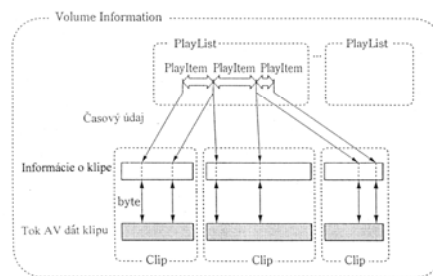 Volume Information
PlayList
PlayList
PlayItem PlayItem PlayItem
Časový údaj
Informácie o klipe
byte
Tok AV dát klipu
Clip
Clip
Clip